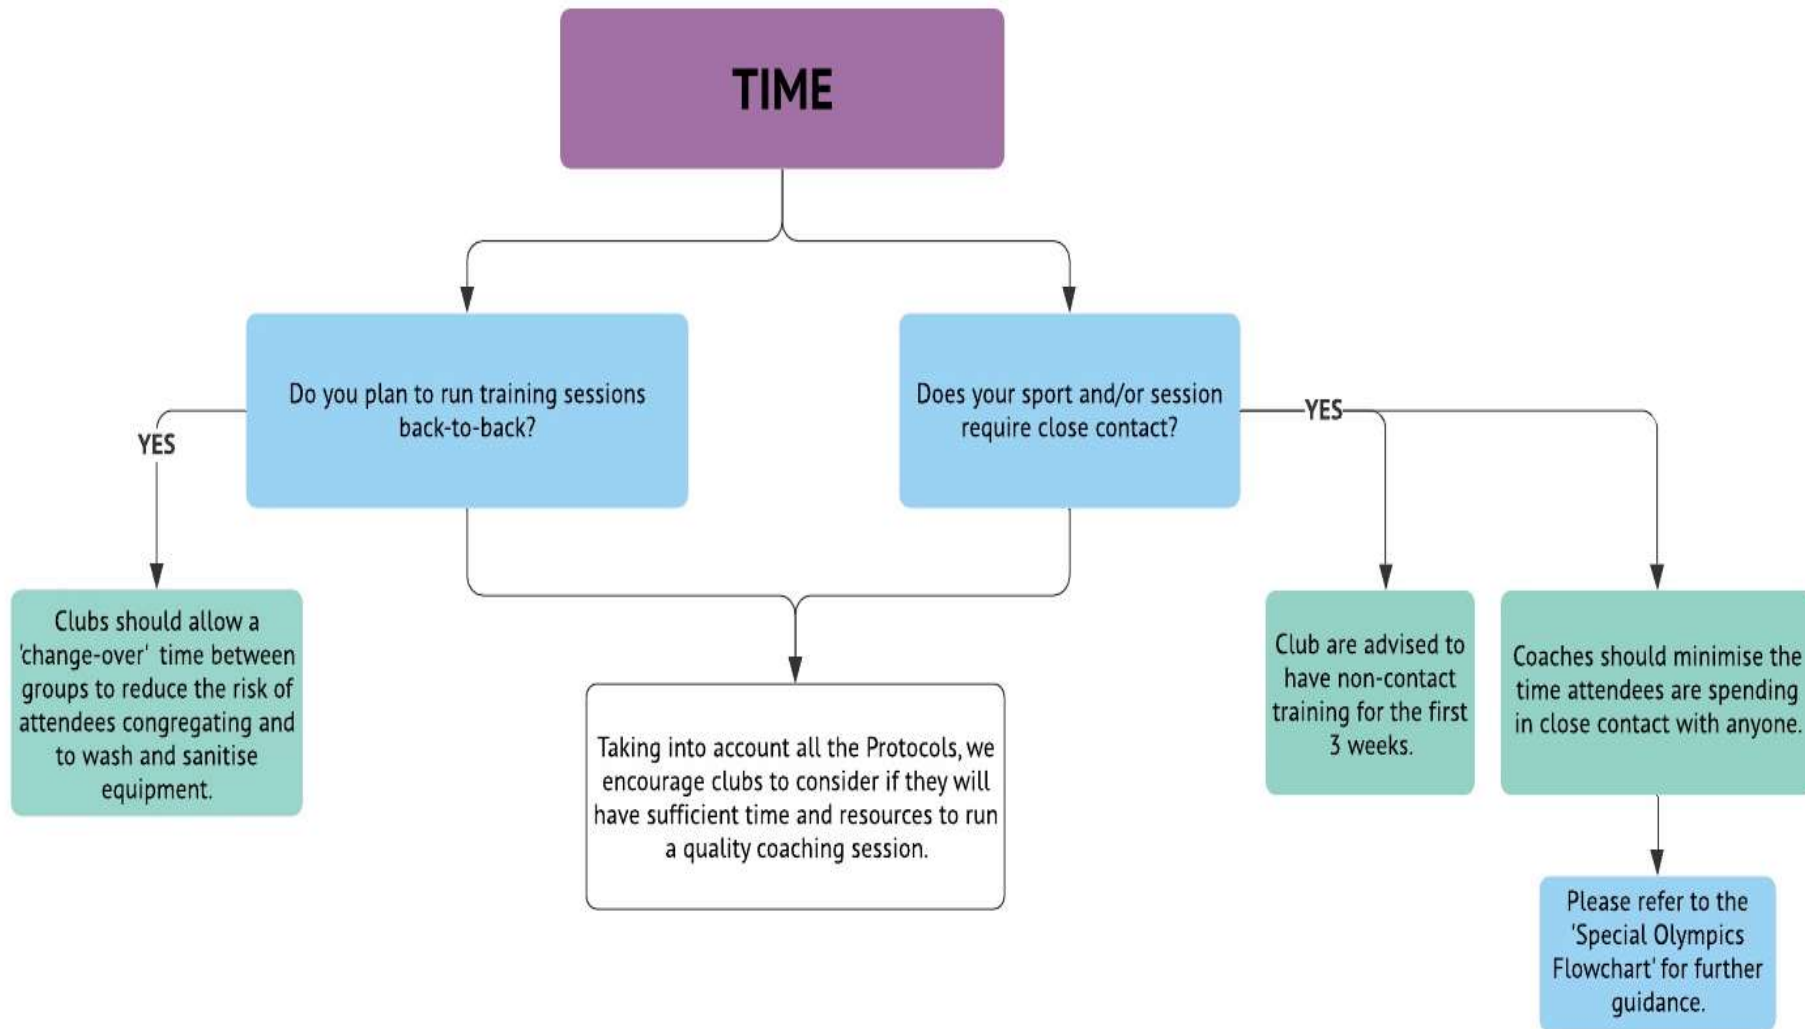 TIME
Do you plan to run training sessions
back-to-back?
Does your sport and/or session
require close contact?
YES
YES
Clubs should allow a
'change-over' time between
groups to reduce the risk of
attendees congregating and
to wash and sanitise
equipment.
Taking into account all the Protocols, we
encourage clubs to consider if they will
have sufficient time and resources to run
a quality coaching session.
Club are advised to
have non-contact
training for the first
3 weeks.
Coaches should minimise the
time attendees are spending
in close contact with anyone.
Please refer to the
'Special Olympics
Flowchart' for further
guidance.